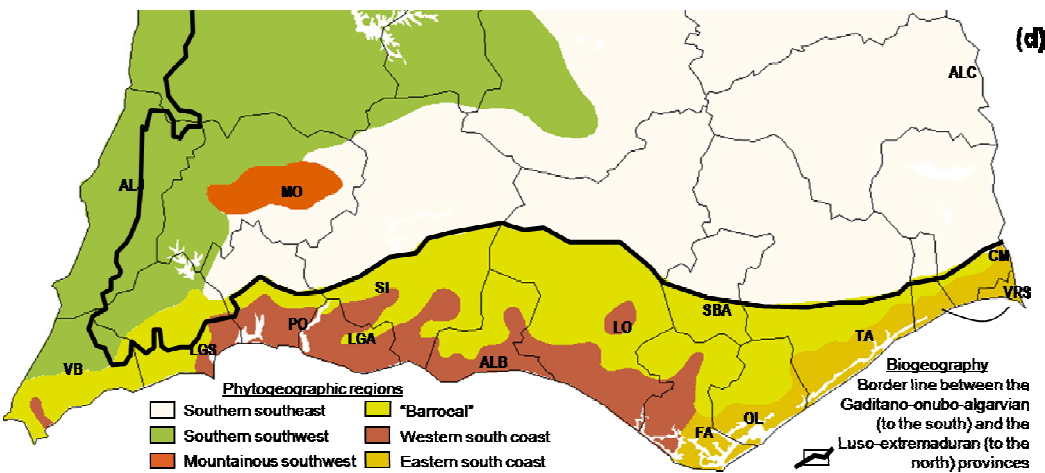 (d)
ALC
ALJ
MO
CM
SI
VRS
SBA
PO
LO
LGA
TA
LGS
ALB
VB
OL
FA
Phytogeographic regions
Southern southeast
"Barrocal"
Southern southwest
Western south coast
Mountainous southwest
Eastern south coast
Biogeography
Border line between the
Gaditano-onubo-algarvian
(to the south) and the
Luso-extremaduran (to the
north) provinces